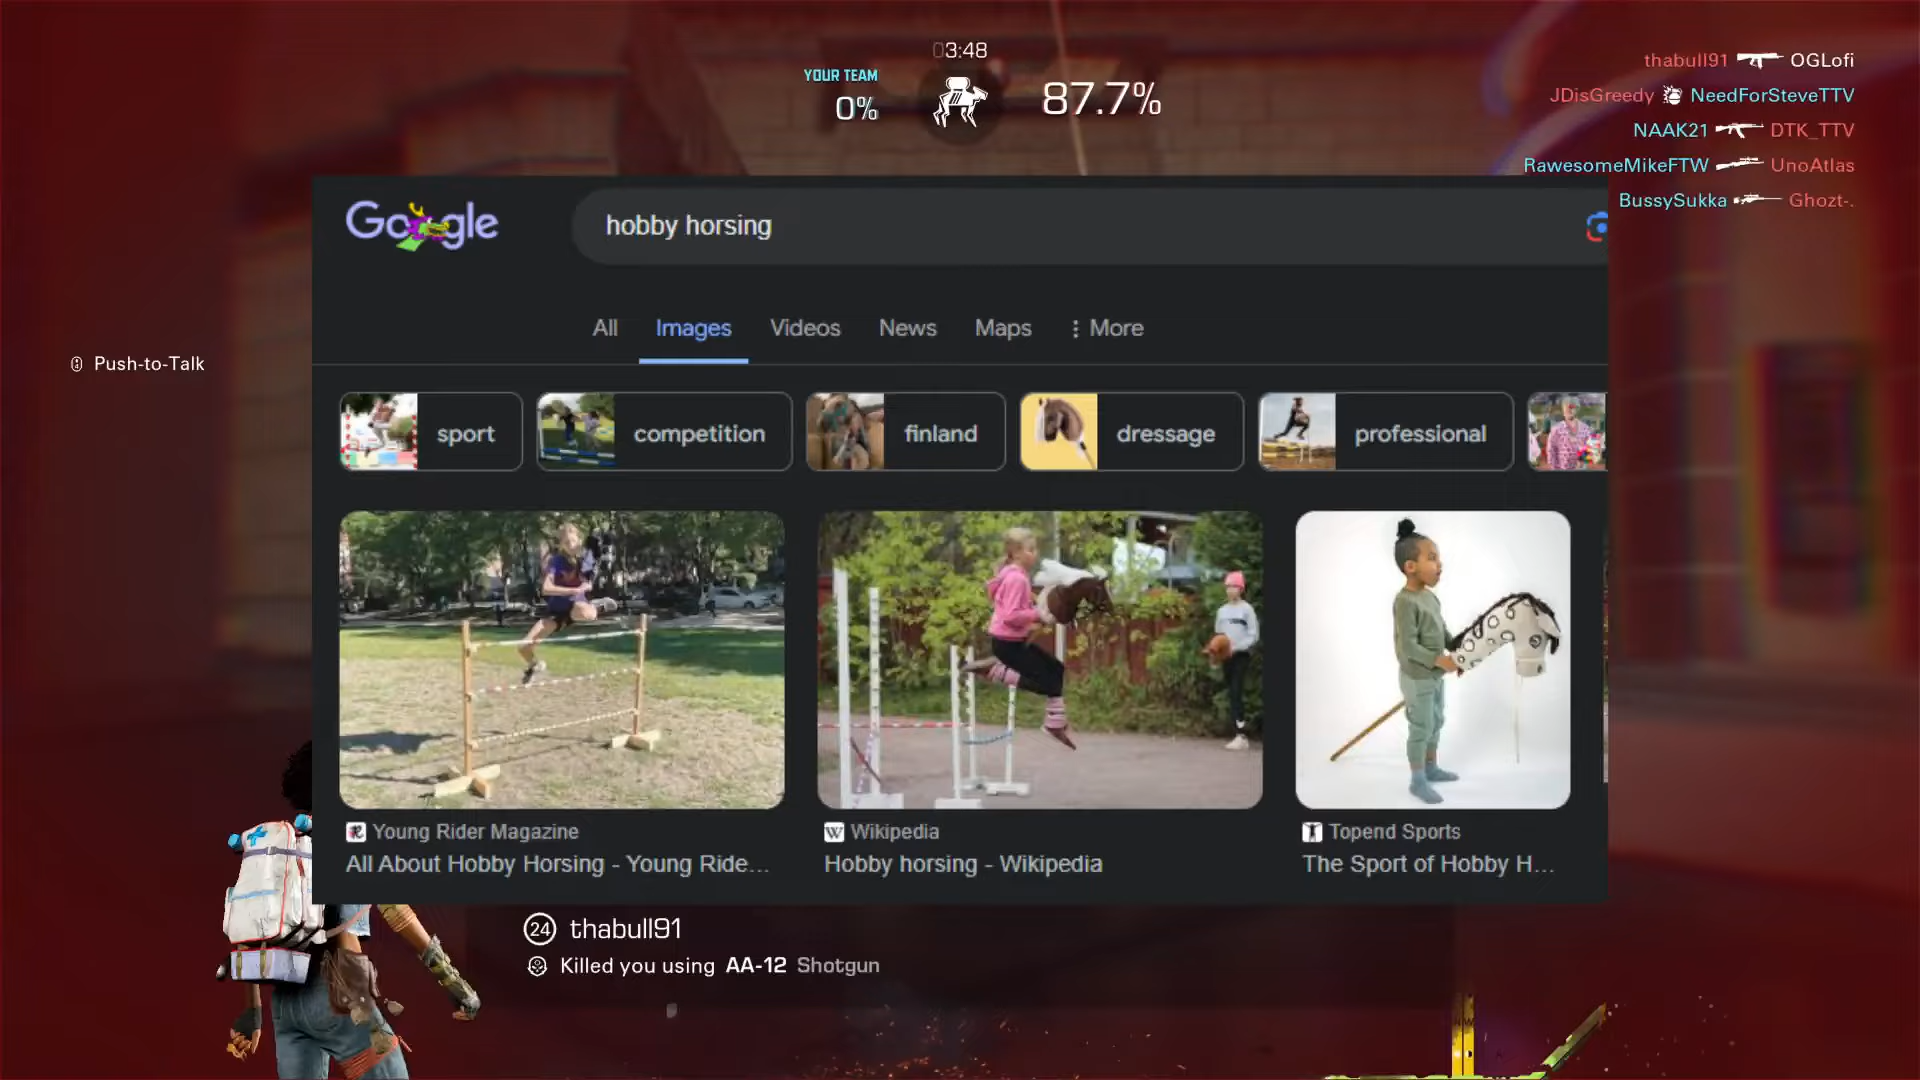 03:48
YOUR TEAM
0%
87.7%
thabull91 OGLofi
JDisGreedy NeedForSteveTTV
NAAK21 DTK_TTV
RawesomeMikeFTW UnoAtlas
BussySukka Ghozt-.
Google
hobby horsing
All Images Videos News Maps More
Push-to-Talk
sport competition finland dressage professional
Young Rider Magazine
All About Hobby Horsing - Young Ride...
W Wikipedia
Hobby horsing - Wikipedia
Topend Sports
The Sport of Hobby H...
24 thabull91
Killed you using AA-12 Shotgun